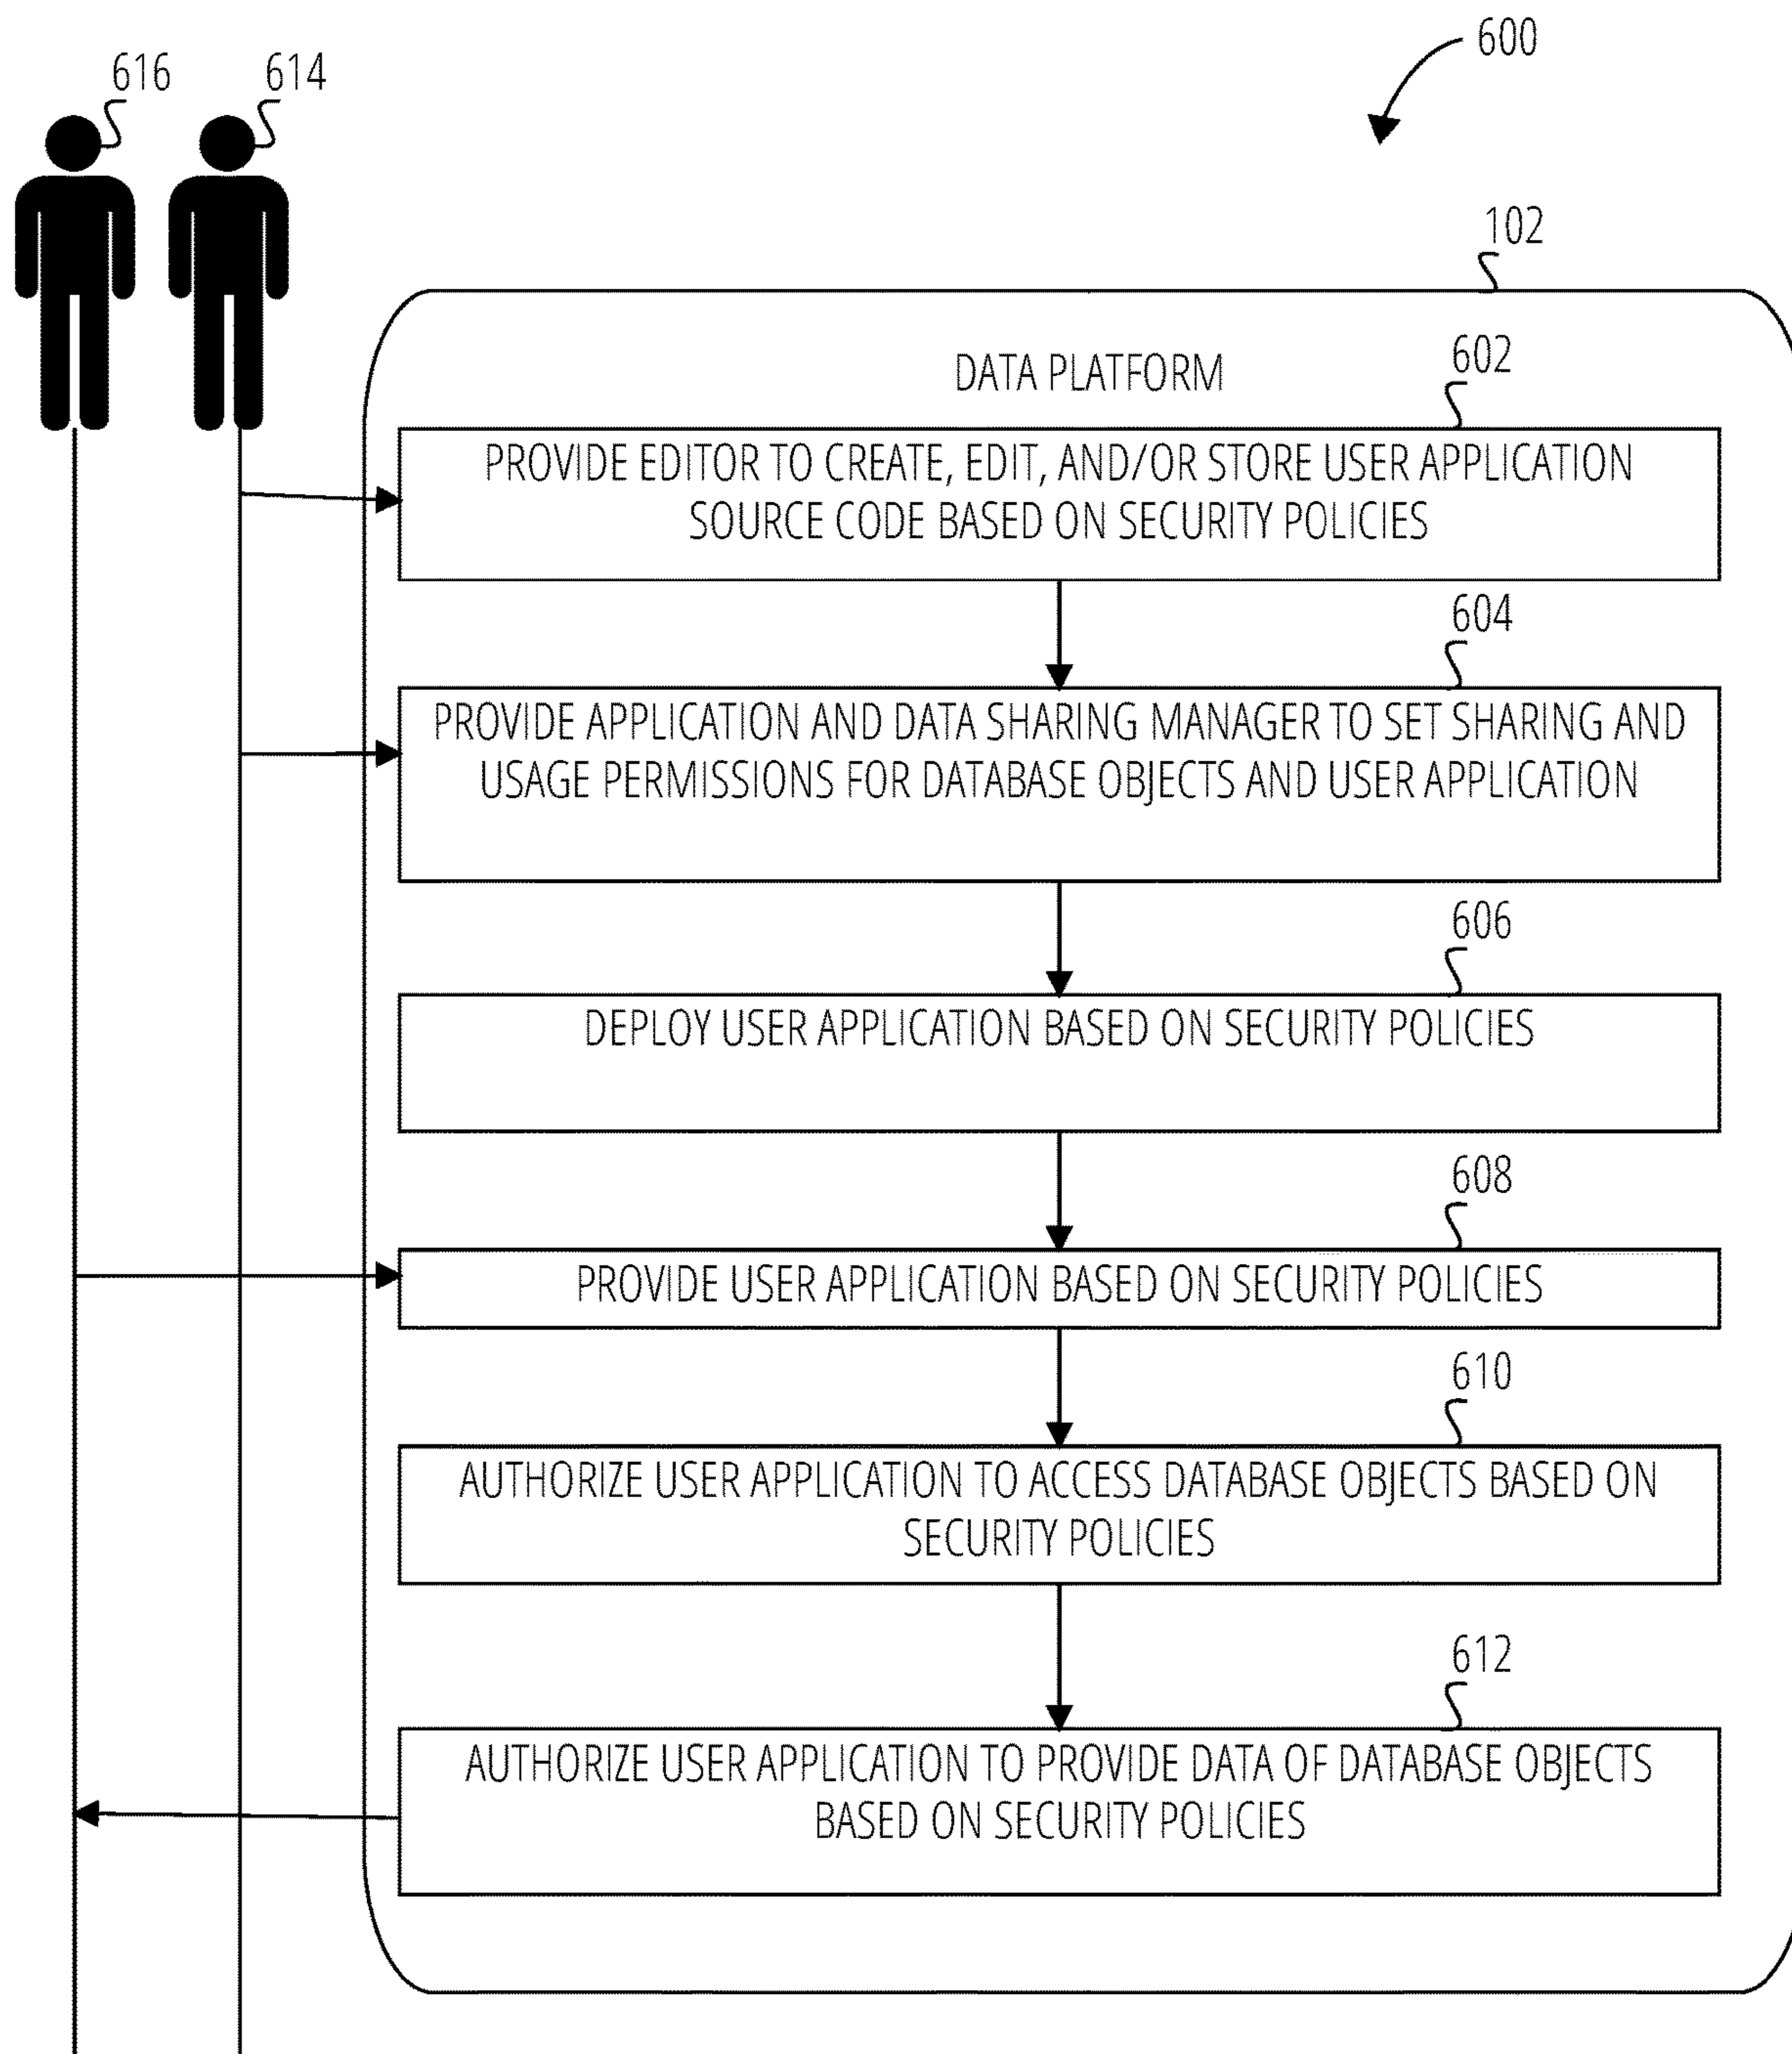 600
616
614
102
DATA PLATFORM
602
PROVIDE EDITOR TO CREATE, EDIT, AND/OR STORE USER APPLICATION
SOURCE CODE BASED ON SECURITY POLICIES
604
PROVIDE APPLICATION AND DATA SHARING MANAGER TO SET SHARING AND
USAGE PERMISSIONS FOR DATABASE OBJECTS AND USER APPLICATION
606
DEPLOY USER APPLICATION BASED ON SECURITY POLICIES
608
PROVIDE USER APPLICATION BASED ON SECURITY POLICIES
610
AUTHORIZE USER APPLICATION TO ACCESS DATABASE OBJECTS BASED ON
SECURITY POLICIES
612
AUTHORIZE USER APPLICATION TO PROVIDE DATA OF DATABASE OBJECTS
BASED ON SECURITY POLICIES